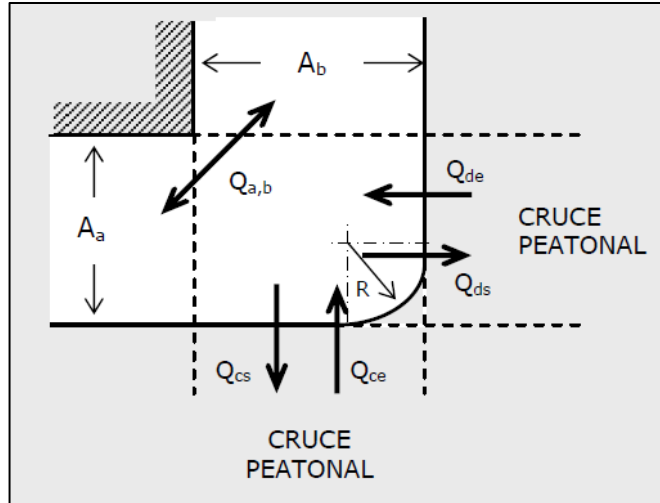 A_b
Q_a,b
Q_de
A_a
CRUCE
PEATONAL
R
Q_ds
Q_cs
Q_ce
CRUCE
PEATONAL